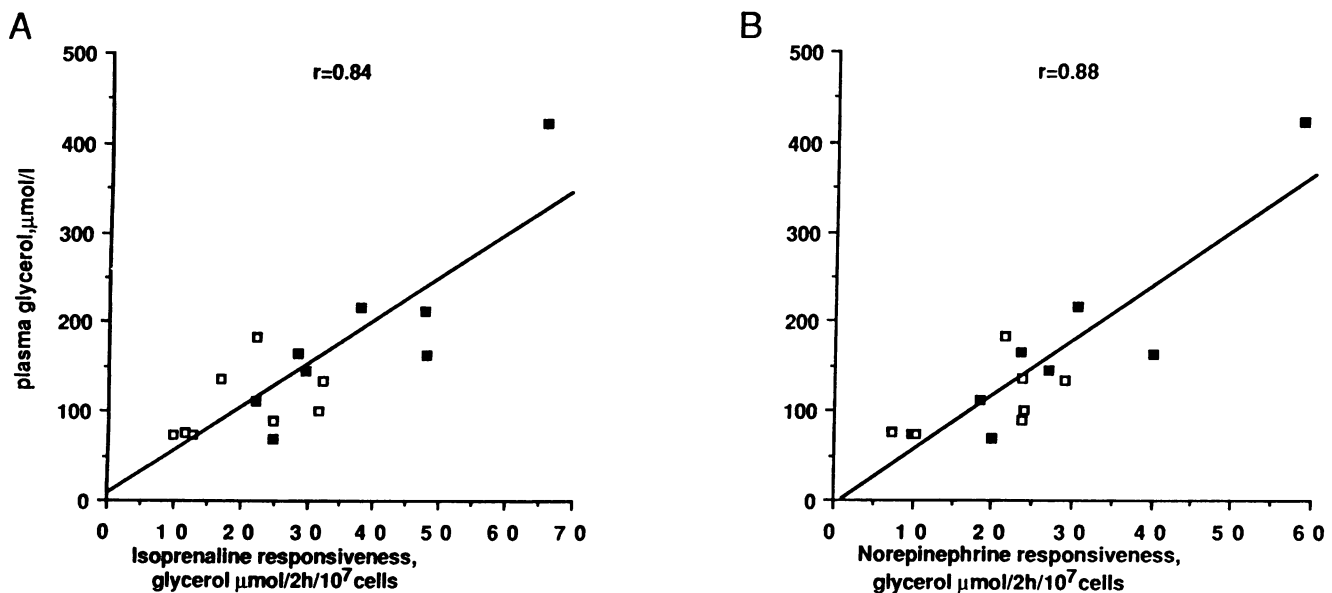 A
r=0.84
500
400
300
200
100
0
plasma glycerol,μmol/l
0 10 20 30 40 50 60 70
Isoprenaline responsiveness,
glycerol μmol/2h/10⁷cells
B
r=0.88
500
400
300
200
100
0
0 10 20 30 40 50 60
Norepinephrine responsiveness,
glycerol μmol/2h/10⁷cells